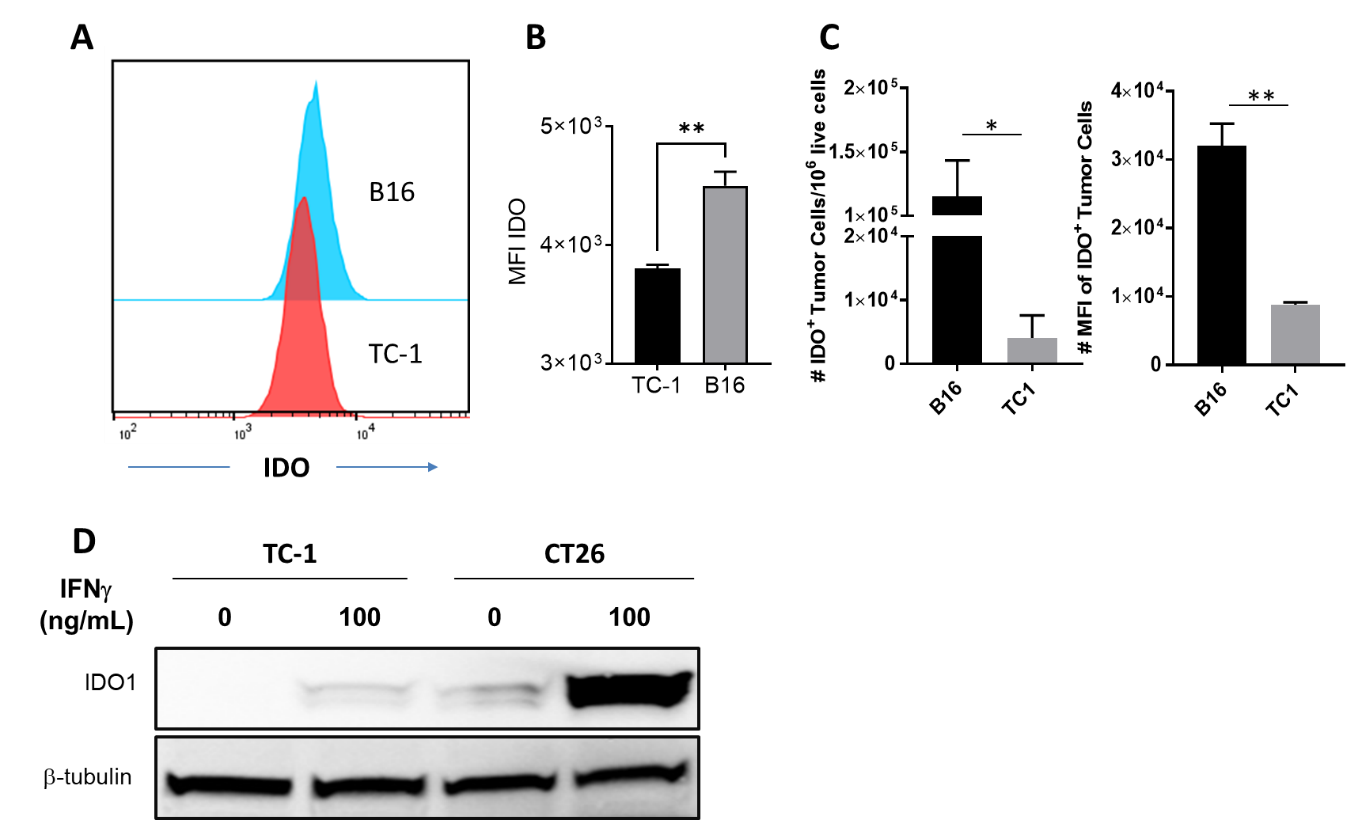 A
B16
TC-1
10²
10³
10⁴
IDO
B
MFI IDO
5×10³
4×10³
3×10³
**
TC-1
B16
C
# IDO⁺ Tumor Cells/10⁶ live cells
2×10⁵
1.5×10⁵
1×10⁵
2×10⁴
1×10⁴
0
*
B16
TC1
# MFI of IDO⁺ Tumor Cells
4×10⁴
3×10⁴
2×10⁴
1×10⁴
0
**
B16
TC1
D
TC-1
CT26
IFNγ
(ng/mL)
0
100
0
100
IDO1
β-tubulin